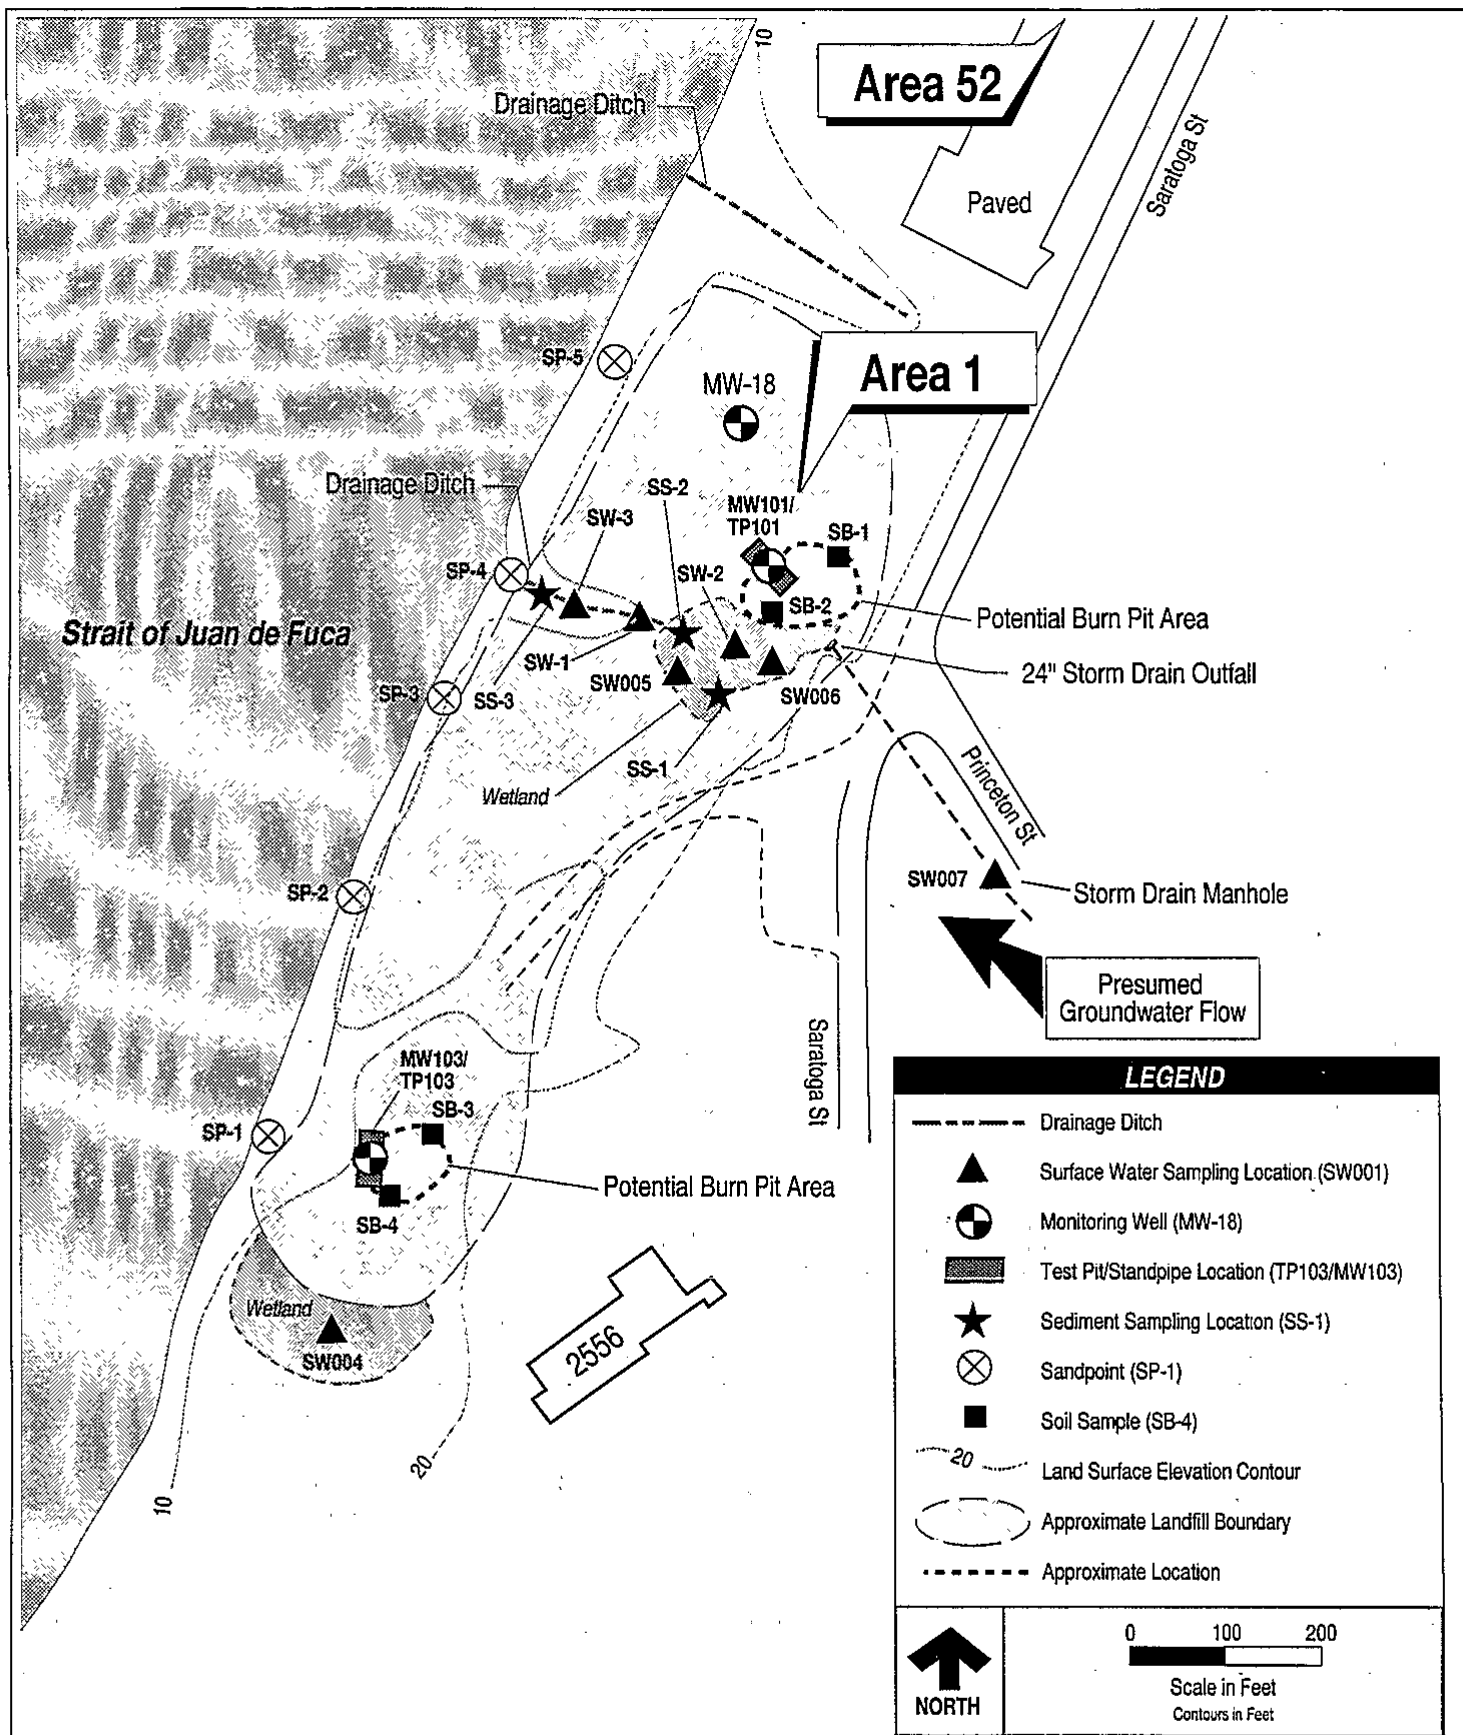 10
Area 52
Drainage Ditch
Saratoga St
Paved
SP-5
Area 1
MW-18
Drainage Ditch
SS-2
SW-3
MW101/
TP101
SB-1
SP-4
SW-2
SB-2
Potential Burn Pit Area
Strait of Juan de Fuca
SW-1
24" Storm Drain Outfall
SW005
SP-3
SS-3
SW006
SS-1
Princeton St
Wetland
SW007
SP-2
Storm Drain Manhole
Presumed
Groundwater Flow
Saratoga St
MW103/
TP103
SB-3
SP-1
Potential Burn Pit Area
SB-4
Wetland
SW004
2556
20
10
LEGEND
Drainage Ditch
Surface Water Sampling Location (SW001)
Monitoring Well (MW-18)
Test Pit/Standpipe Location (TP103/MW103)
Sediment Sampling Location (SS-1)
Sandpoint (SP-1)
Soil Sample (SB-4)
20
Land Surface Elevation Contour
Approximate Landfill Boundary
Approximate Location
NORTH
0 100 200
Scale in Feet
Contours in Feet